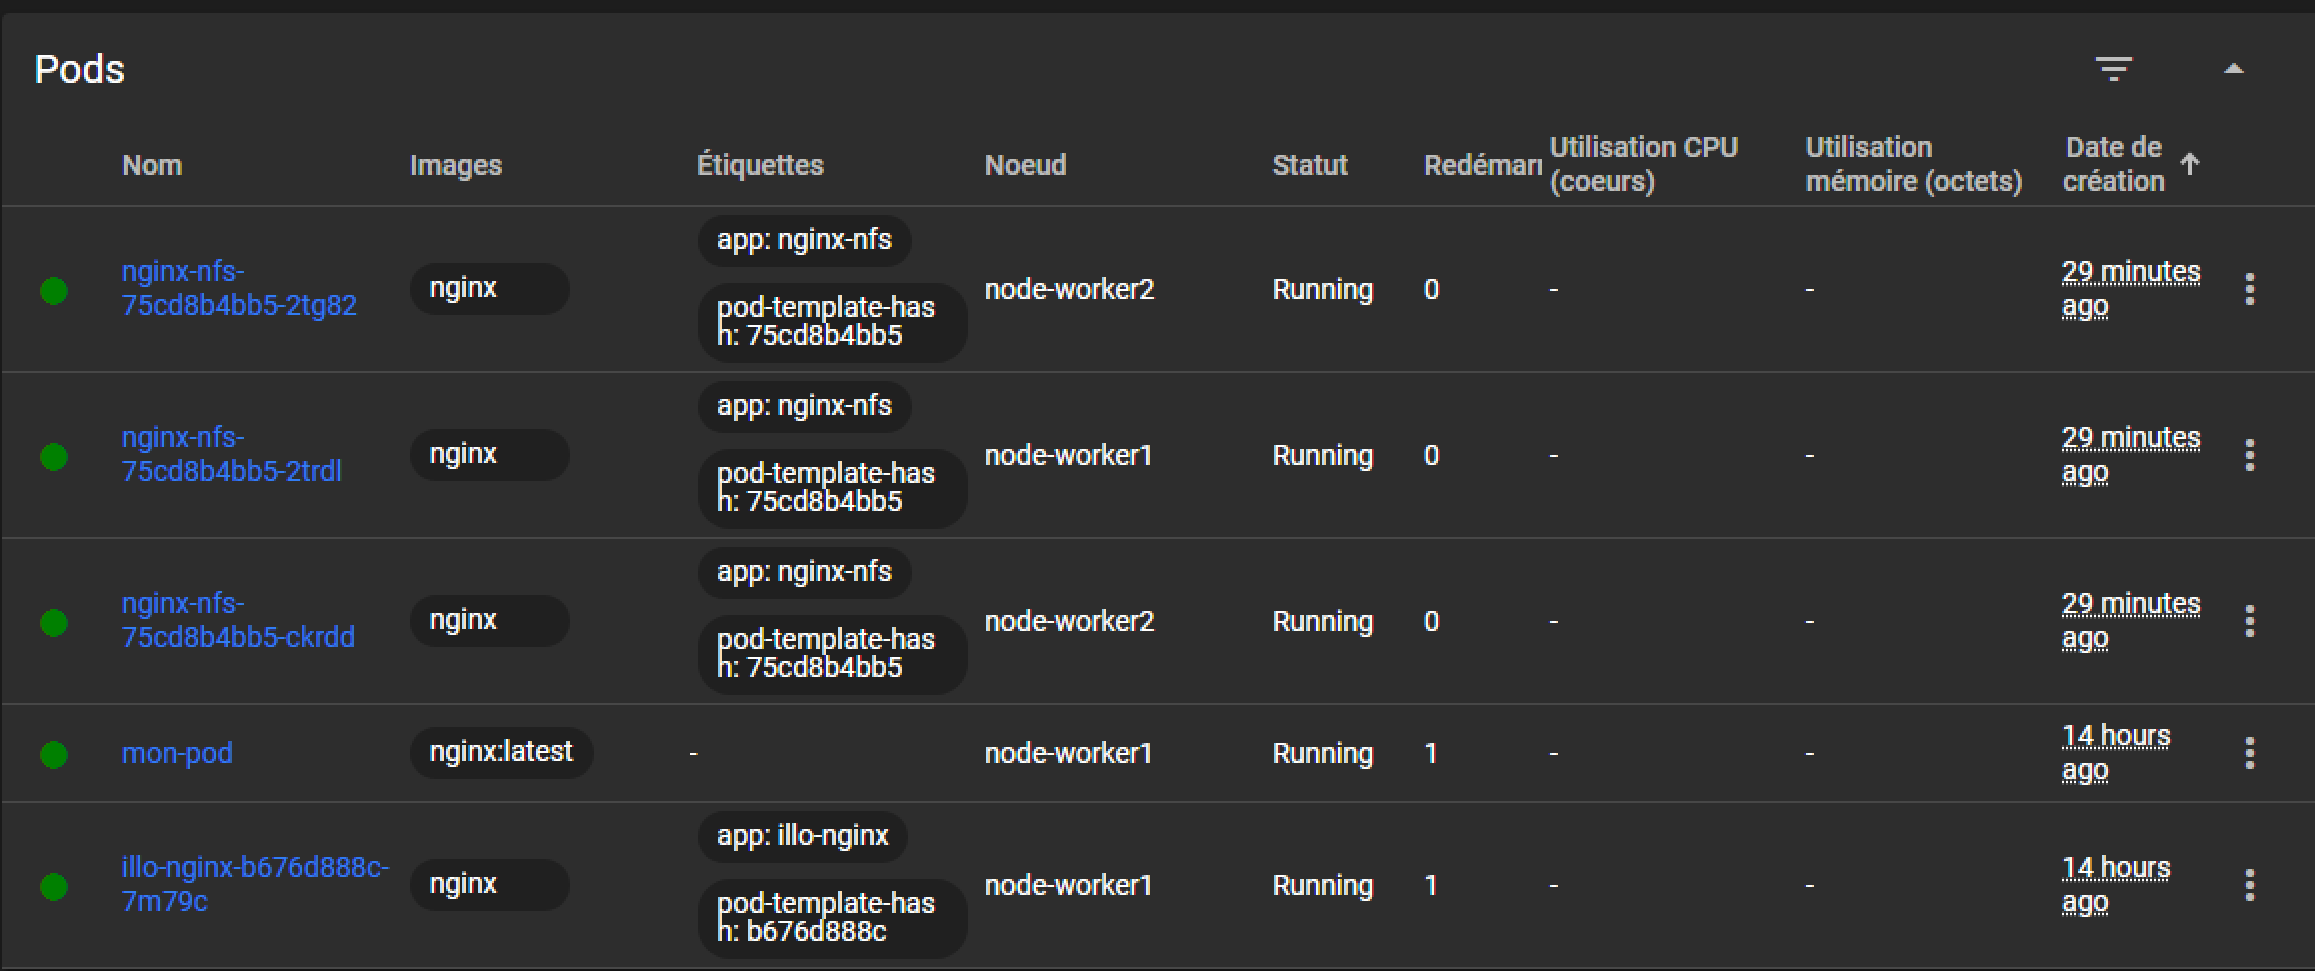 Pods
Nom Images Étiquettes Noeud Statut Redémarr Utilisation CPU (coeurs) Utilisation mémoire (octets) Date de création
nginx-nfs-75cd8b4bb5-2tg82 nginx app: nginx-nfs pod-template-hash: 75cd8b4bb5 node-worker2 Running 0 - - 29 minutes ago
nginx-nfs-75cd8b4bb5-2trdl nginx app: nginx-nfs pod-template-hash: 75cd8b4bb5 node-worker1 Running 0 - - 29 minutes ago
nginx-nfs-75cd8b4bb5-ckrdd nginx app: nginx-nfs pod-template-hash: 75cd8b4bb5 node-worker2 Running 0 - - 29 minutes ago
mon-pod nginx:latest - node-worker1 Running 1 - - 14 hours ago
illo-nginx-b676d888c-7m79c nginx app: illo-nginx pod-template-hash: b676d888c node-worker1 Running 1 - - 14 hours ago